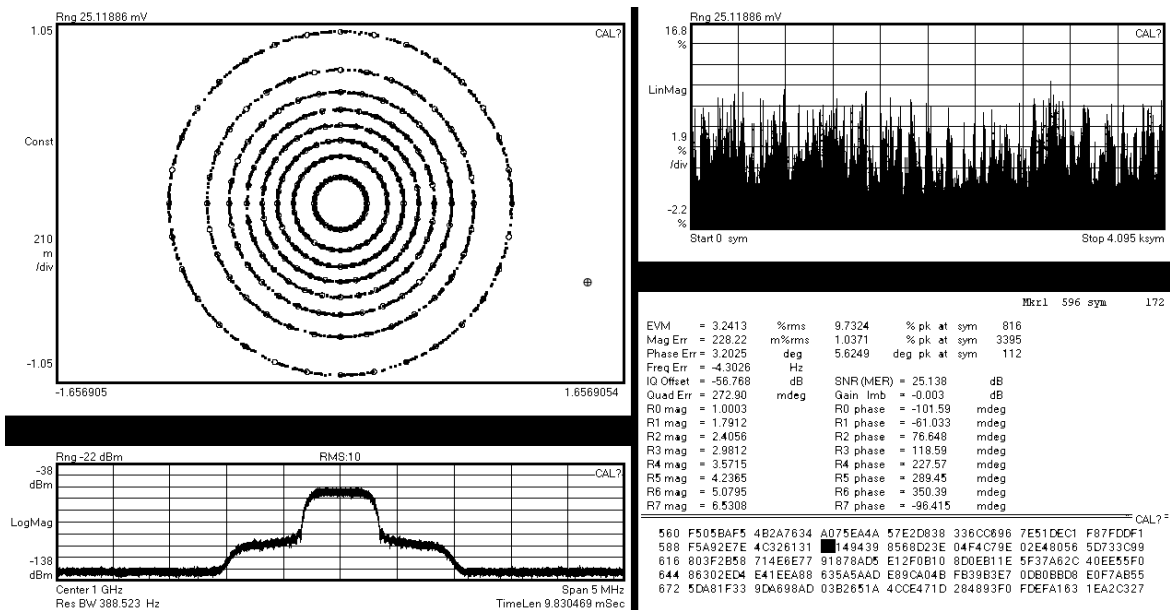 Rng 25.11886 mV
1.05
CAL?
Const
210
m
/div
-1.05
-1.656905 1.6569054
Rng -22 dBm RMS:10
-38
dBm
CAL?
LogMag
-138
dBm
Center 1 GHz Span 5 MHz
Res BW 388.523 Hz TimeLen 9.830469 mSec
Rng 25.11886 mV
16.8
%
CAL?
LinMag
1.9
%
/div
-2.2
%
Start 0 sym Stop 4.095 ksym
Mkr1 596 sym 172
EVM = 3.2413 %rms 9.7324 % pk at sym 816
Mag Err = 228.22 m%rms 1.0371 % pk at sym 3395
Phase Err = 3.2025 deg 5.6249 deg pk at sym 112
Freq Err = -4.3026 Hz
IQ Offset = -56.768 dB SNR (MER) = 25.138 dB
Quad Err = 272.90 mdeg Gain Imb = -0.003 dB
R0 mag = 1.0003 R0 phase = -101.59 mdeg
R1 mag = 1.7912 R1 phase = -61.033 mdeg
R2 mag = 2.4056 R2 phase = 76.648 mdeg
R3 mag = 2.9812 R3 phase = 118.59 mdeg
R4 mag = 3.5715 R4 phase = 227.57 mdeg
R5 mag = 4.2365 R5 phase = 289.45 mdeg
R6 mag = 5.0795 R6 phase = 350.39 mdeg
R7 mag = 6.5308 R7 phase = -96.415 mdeg
CAL?
560 F505BAF5 4B2A7634 A075EA4A 57E2D838 336CC696 7E51DEC1 F87FDDF1
588 F5A92E7E 4C326131 149439 8568D23E 04F4C79E 02E48056 5D733C99
616 803F2B58 714E6E77 91878AD5 E12F0B10 8D0EB11E 5F37A62C 40EE55F0
644 86302ED4 E41EEA88 635A5AAD E89CA04B FB39B3E7 0DB0BBD8 E0F7AB55
672 5DA81F33 9DA698AD 03B2651A 4CCE471D 284893F0 FDEFA163 1EA2C327